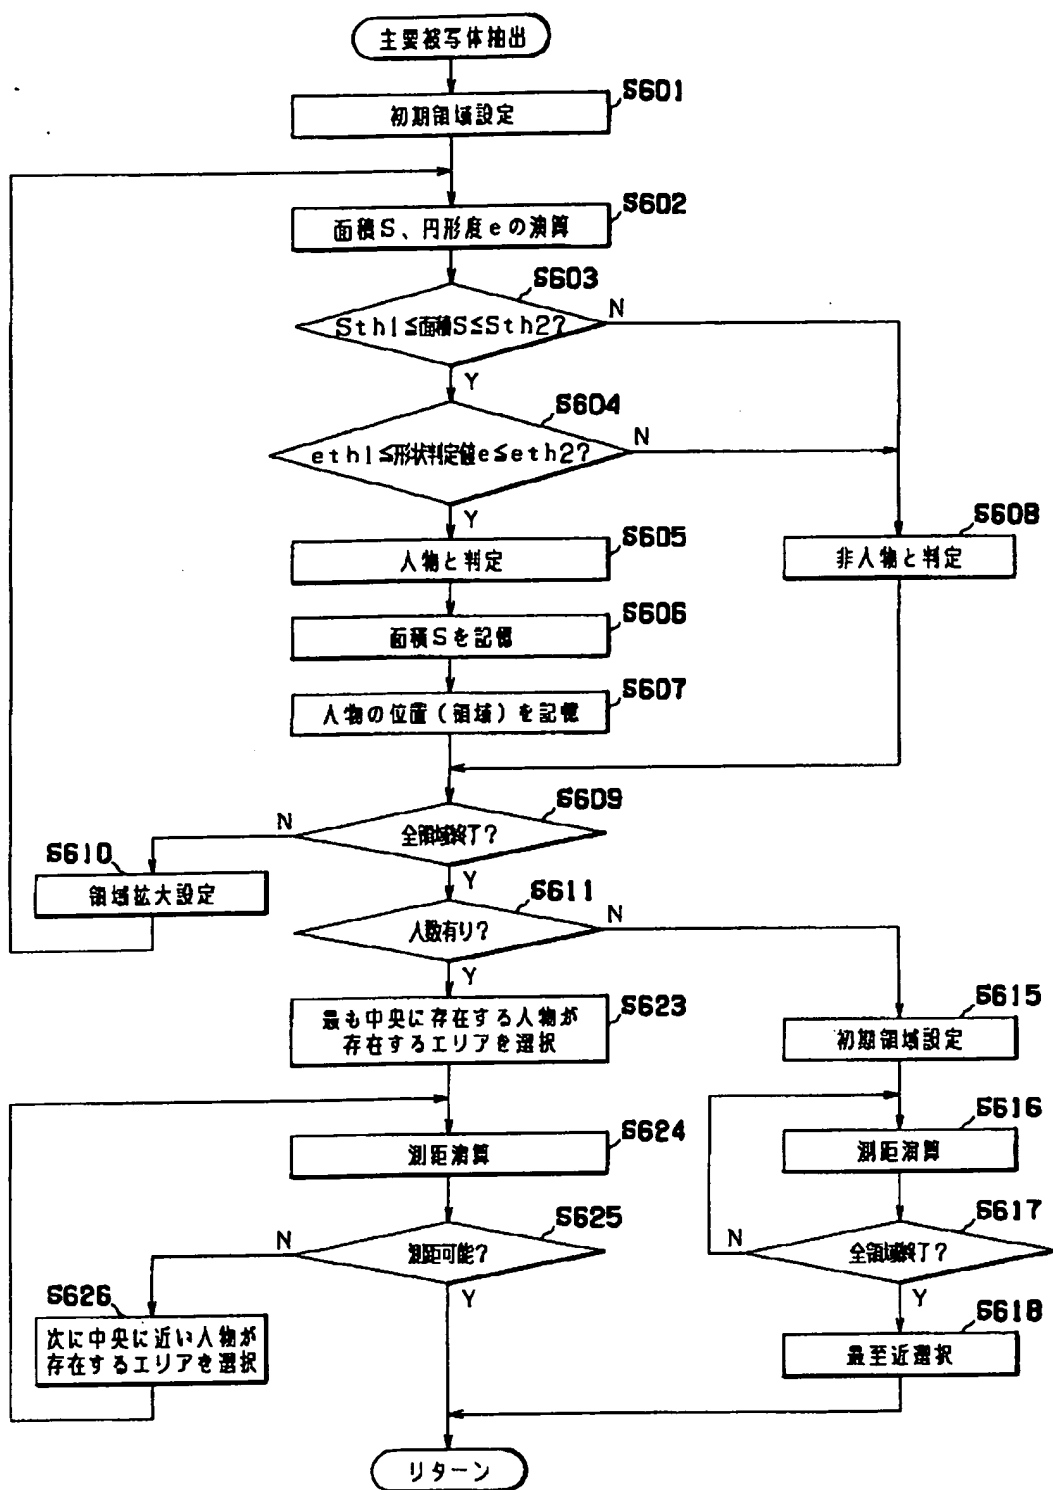 主要被写体抽出
S601
初期領域設定
S602
面積S、円形度eの演算
S603
Sth1≦面積S≦Sth2?
N
Y
S604
eth1≦形状判定値e≦eth2?
N
Y
S605
人物と判定
S608
非人物と判定
S606
面積Sを記憶
S607
人物の位置(領域)を記憶
S609
全領域終了?
N
Y
S610
領域拡大設定
S611
人数有り?
N
Y
S623
最も中央に存在する人物が
存在するエリアを選択
S615
初期領域設定
S624
測距演算
S616
測距演算
S625
測距可能?
N
Y
S617
全領域終了?
N
Y
S626
次に中央に近い人物が
存在するエリアを選択
S618
最至近選択
リターン